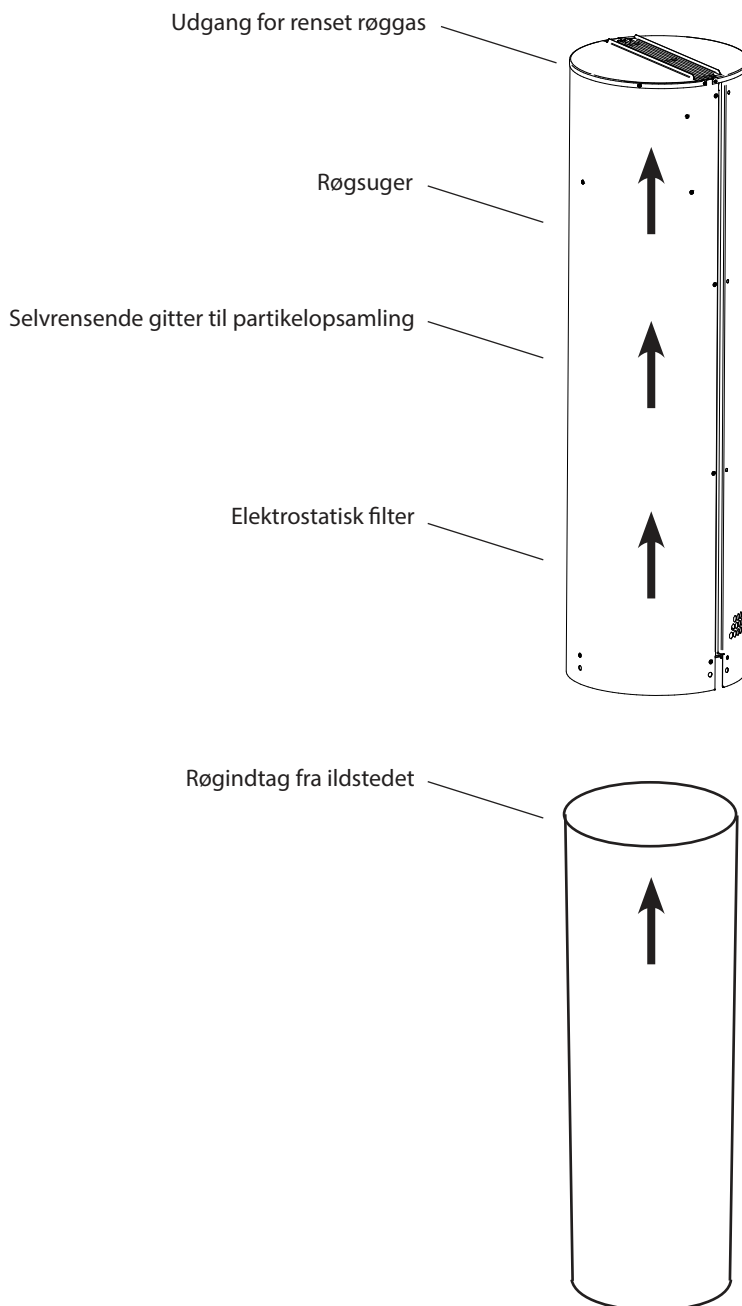 Udgang for renset røggas
Røgsuger
Selvrensende gitter til partikelopsamling
Elektrostatisk filter
Røgindtag fra ildstedet